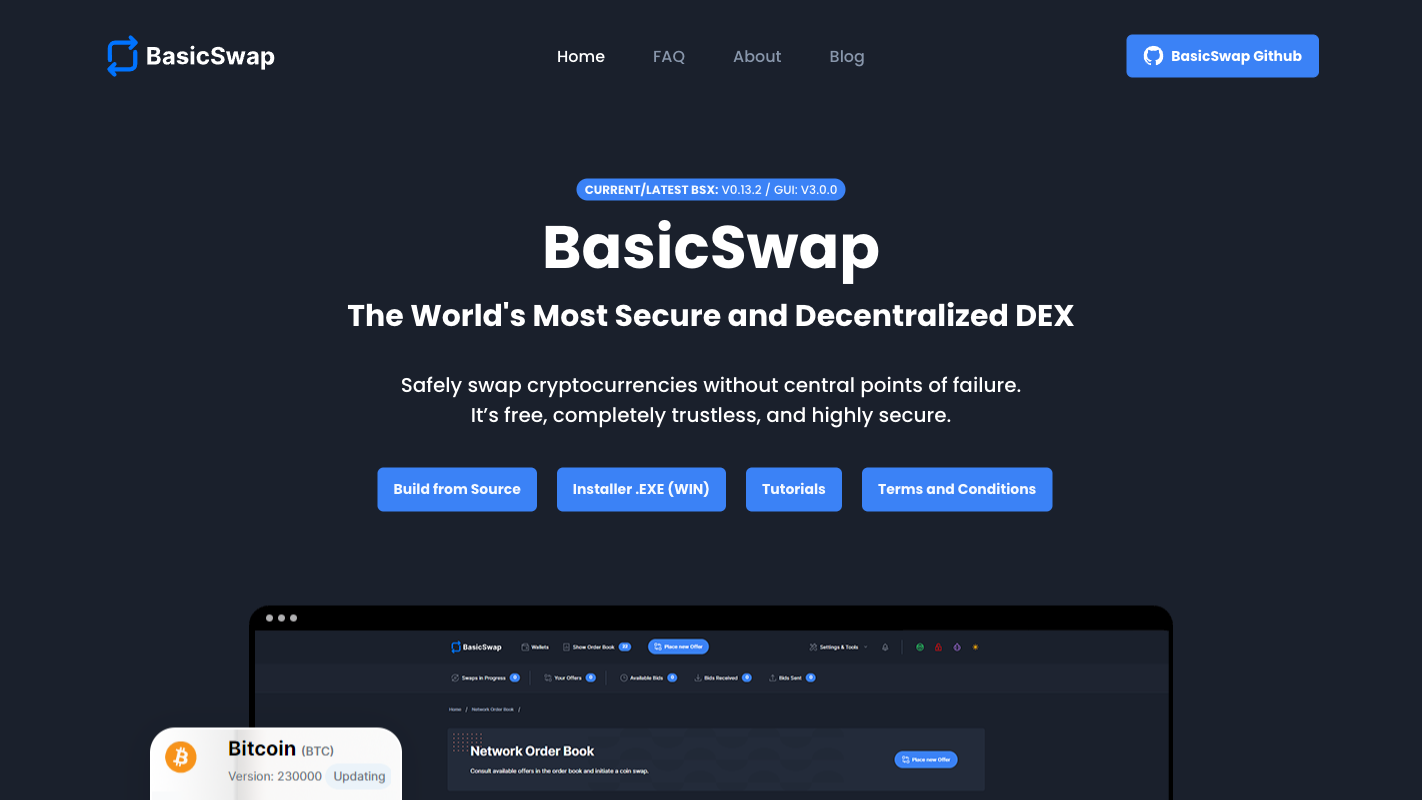 BasicSwap
Home
FAQ
About
Blog
BasicSwap Github
CURRENT/LATEST BSX: V0.13.2 / GUI: V3.0.0
BasicSwap
The World's Most Secure and Decentralized DEX
Safely swap cryptocurrencies without central points of failure.
It’s free, completely trustless, and highly secure.
Build from Source
Installer .EXE (WIN)
Tutorials
Terms and Conditions
BasicSwap
Wallets
Show Order Book
Place new Offer
Settings & Tools
Swaps in Progress 0
Your Offers 0
Available Bids 0
Bids Received 0
Bids Sent 0
Home / Network Order Book /
Network Order Book
Consult available offers in the order book and initiate a coin swap.
Place new Offer
Bitcoin (BTC)
Version: 230000 Updating